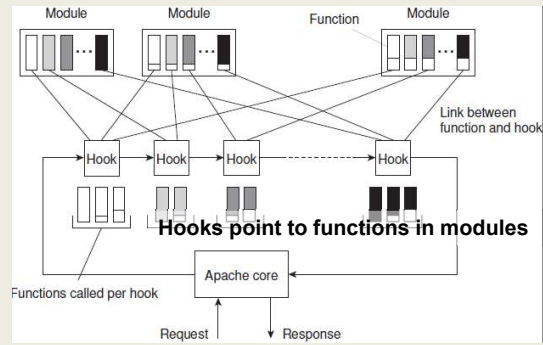 Module
Module
Function
Module
...
...
...
Link between
function and hook
Hook
Hook
Hook
Hook
Hooks point to functions in modules
Functions called per hook
Apache core
Request
Response